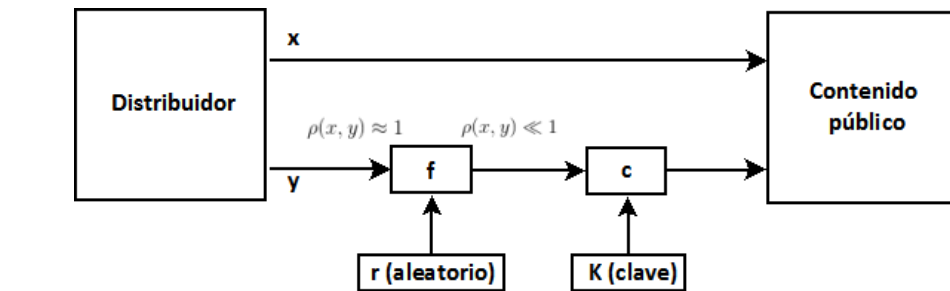 x
Distribuidor
Contenido
público
ρ(x, y) ≈ 1
ρ(x, y) ≪ 1
y
f
c
r (aleatorio)
K (clave)